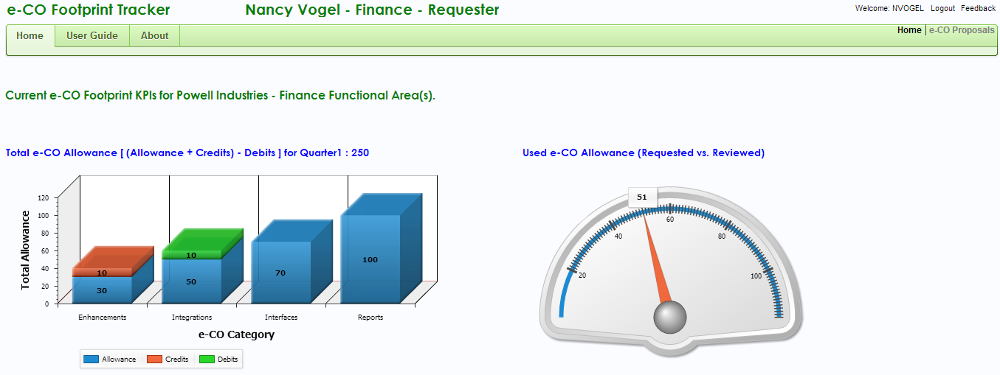 e-CO Footprint Tracker
Nancy Vogel - Finance - Requester
Welcome: NVOGEL Logout Feedback
Home User Guide About
Home | e-CO Proposals
Current e-CO Footprint KPIs for Powell Industries - Finance Functional Area(s).
Total e-CO Allowance [ (Allowance + Credits) - Debits ] for Quarter1 : 250
Total Allowance
120
100
80
60
40
20
0
10
30
10
50
70
100
Enhancements Integrations Interfaces Reports
e-CO Category
Allowance Credits Debits
Used e-CO Allowance (Requested vs. Reviewed)
51
20
40
60
80
100